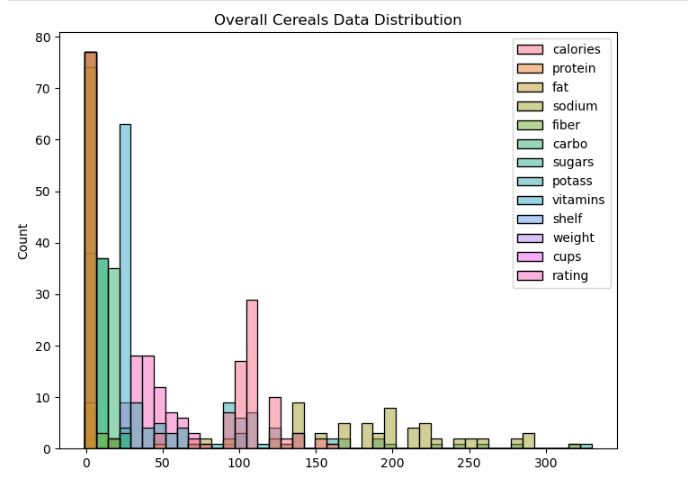 Overall Cereals Data Distribution
80
70
60
50
40
30
20
10
0
Count
calories
protein
fat
sodium
fiber
carbo
sugars
potass
vitamins
shelf
weight
cups
rating
0 50 100 150 200 250 300